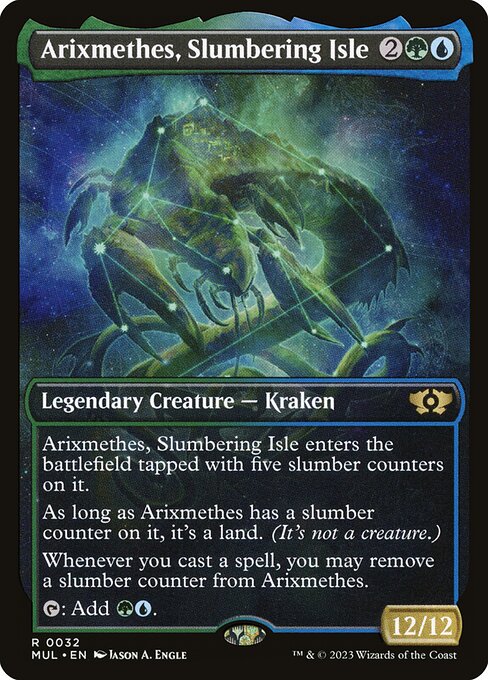 Arixmethes, Slumbering Isle 2
Legendary Creature — Kraken
Arixmethes, Slumbering Isle enters the
battlefield tapped with five slumber counters
on it.
As long as Arixmethes has a slumber
counter on it, it's a land. (It's not a creature.)
Whenever you cast a spell, you may remove
a slumber counter from Arixmethes.
: Add .
12/12
R 0032
MUL • EN Jason A. Engle
™ & © 2023 Wizards of the Coast